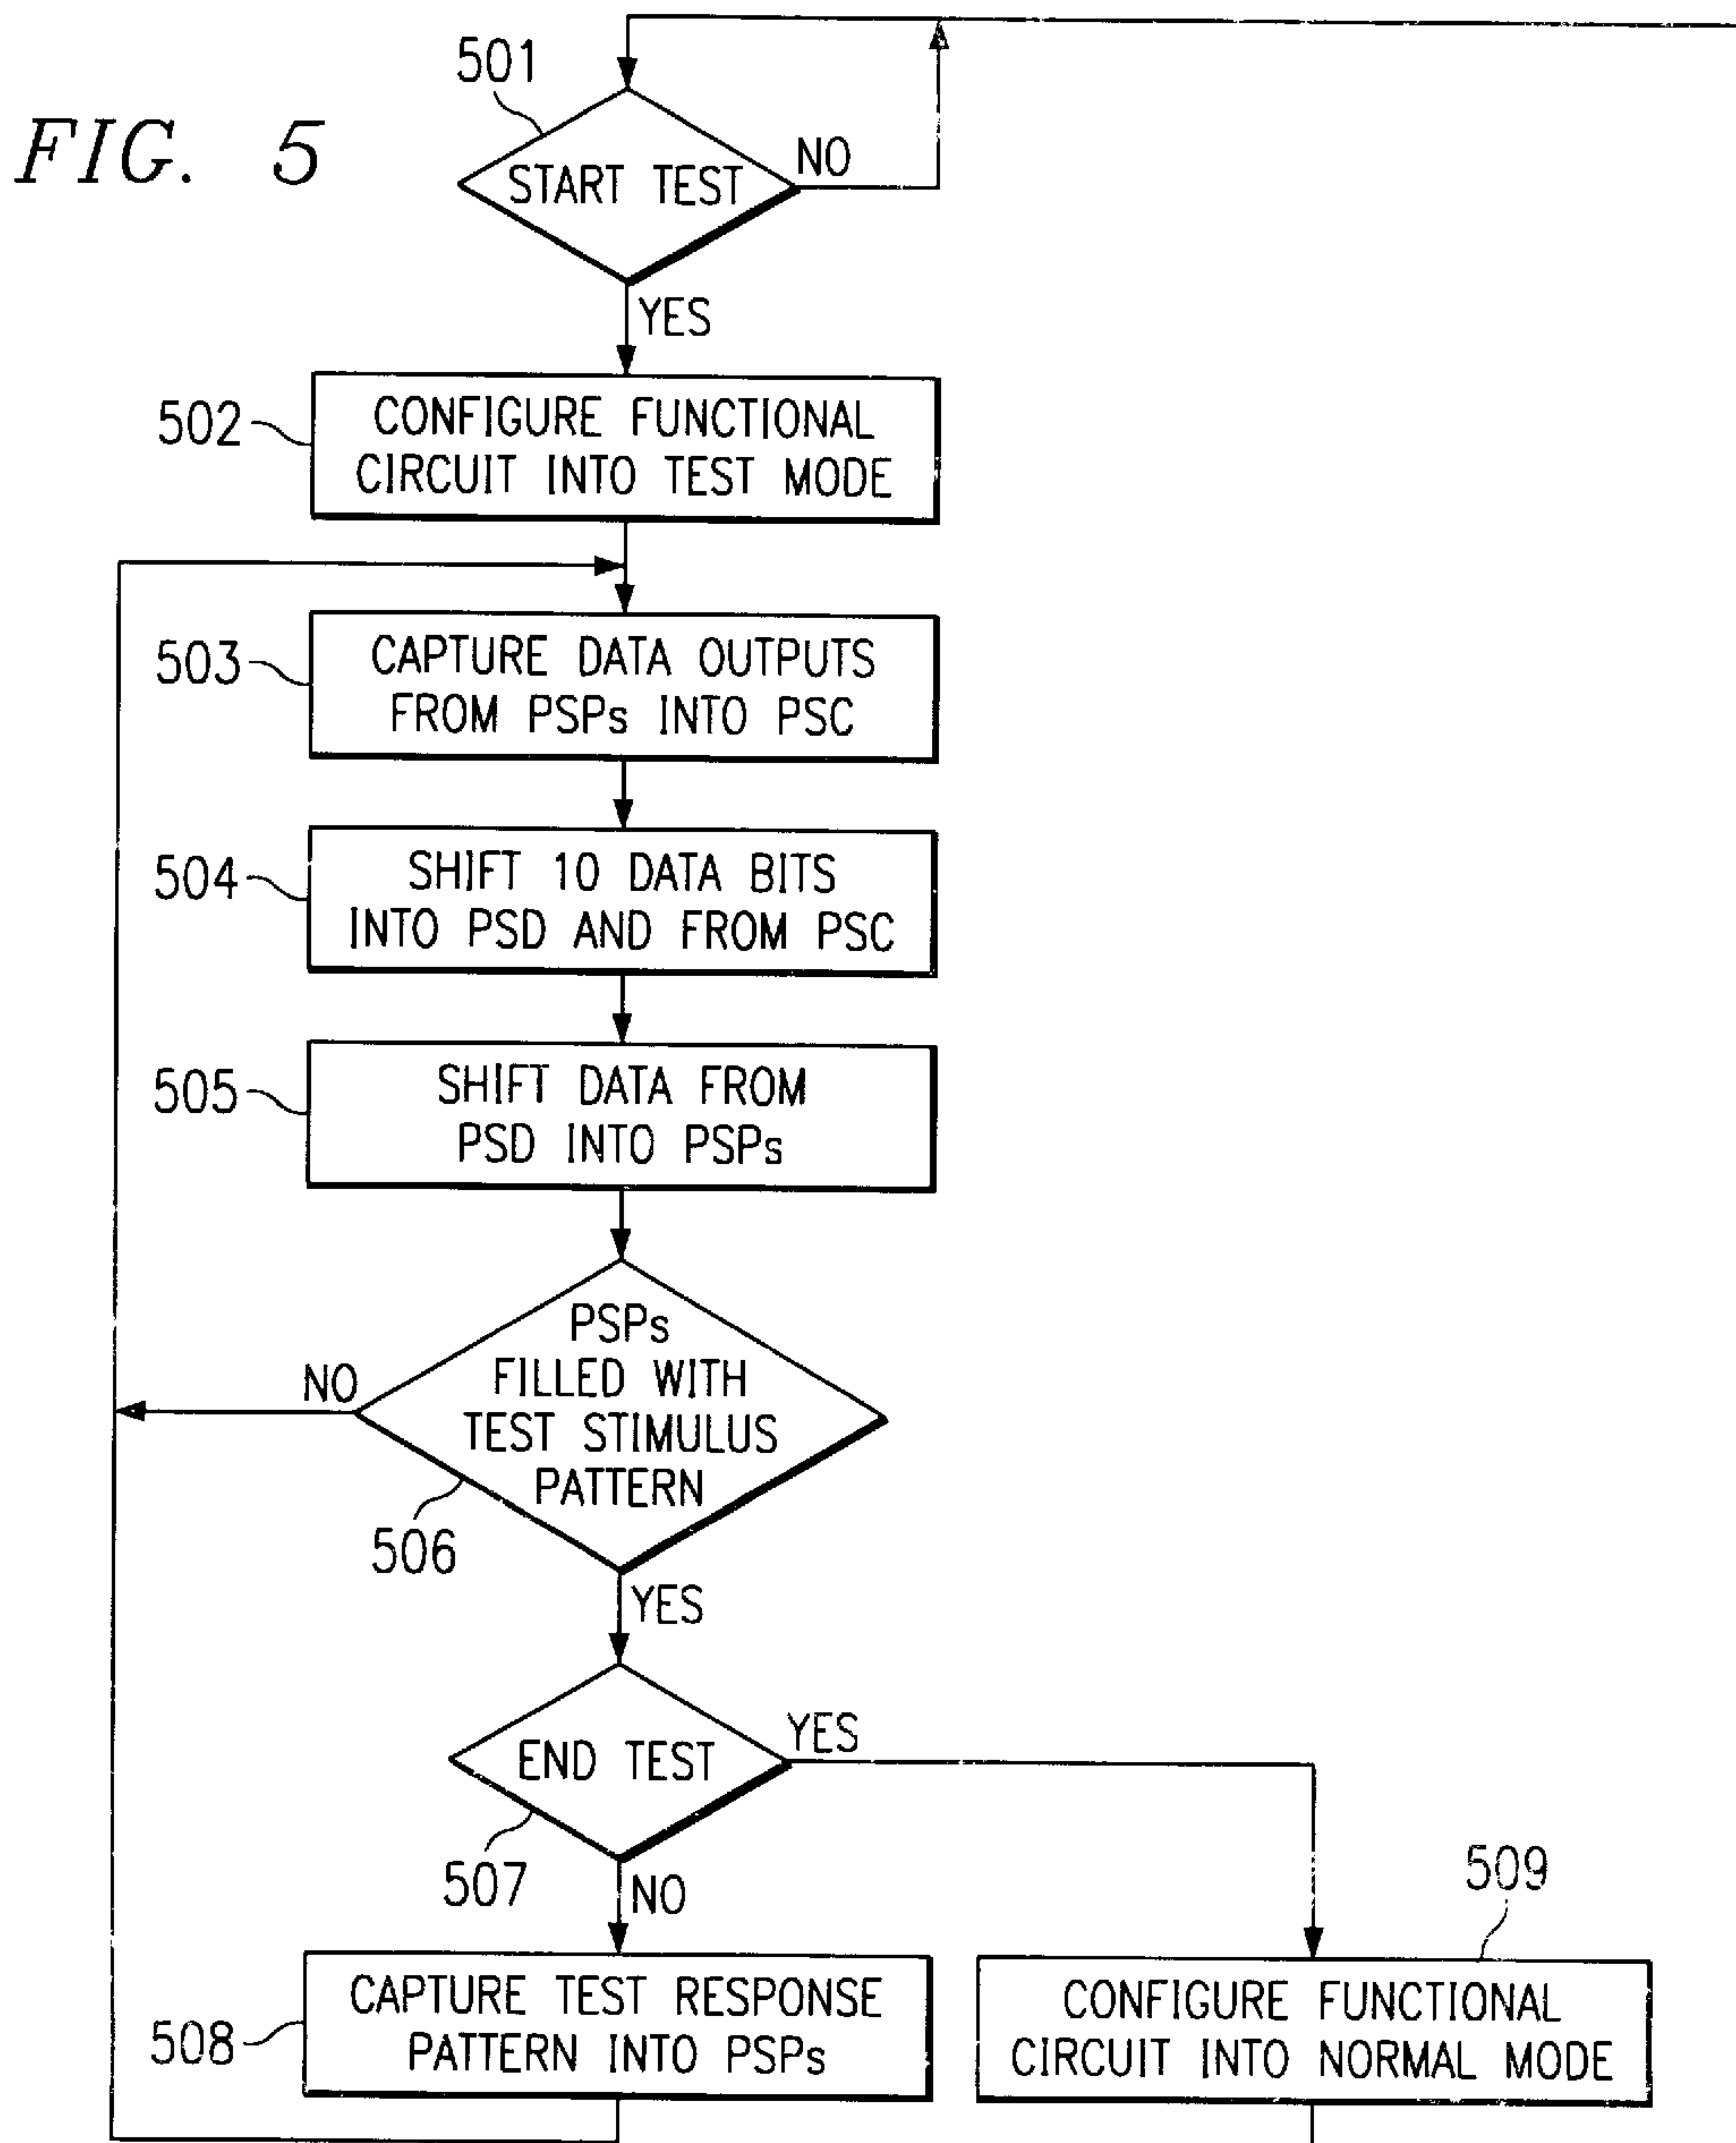 FIG. 5
501
START TEST
NO
YES
502
CONFIGURE FUNCTIONAL
CIRCUIT INTO TEST MODE
503
CAPTURE DATA OUTPUTS
FROM PSPs INTO PSC
504
SHIFT 10 DATA BITS
INTO PSD AND FROM PSC
505
SHIFT DATA FROM
PSD INTO PSPs
PSPs
FILLED WITH
TEST STIMULUS
PATTERN
NO
506
YES
END TEST
YES
507
NO
509
508
CAPTURE TEST RESPONSE
PATTERN INTO PSPs
CONFIGURE FUNCTIONAL
CIRCUIT INTO NORMAL MODE